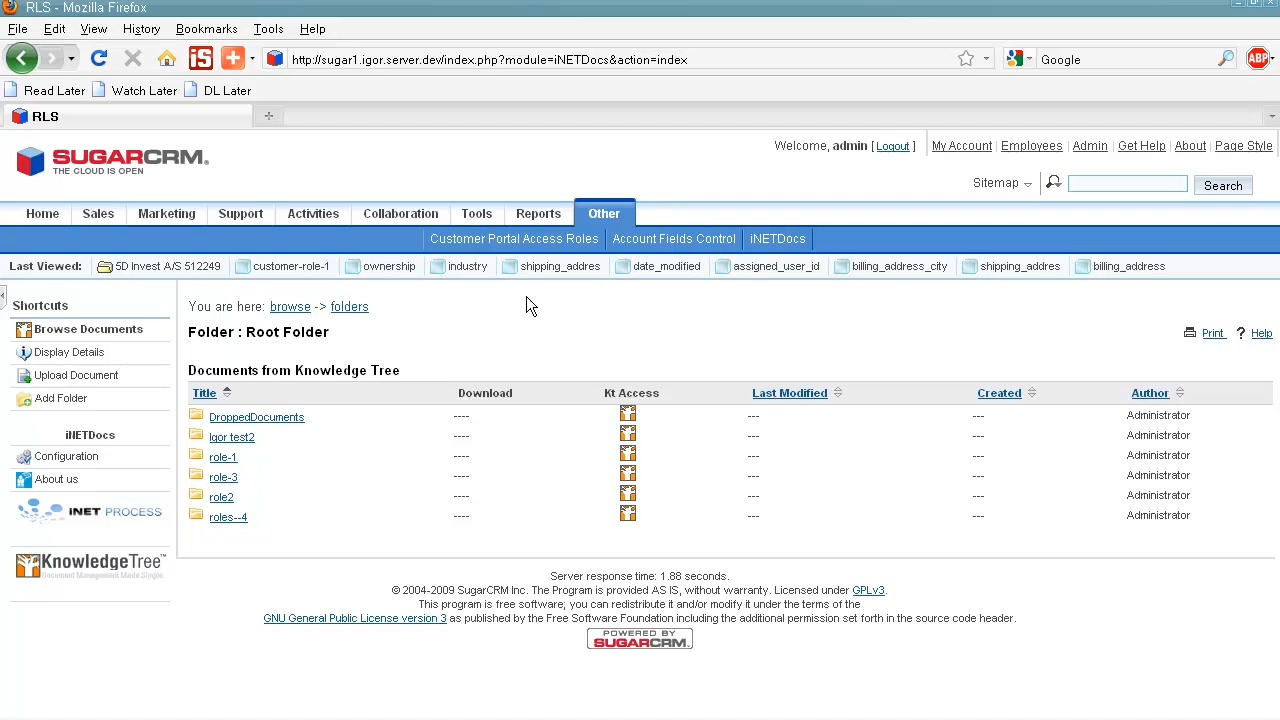 RLS - Mozilla Firefox
File Edit View History Bookmarks Tools Help
http://sugar1.igor.server.dev/index.php?module=iNETDocs&action=index
Google
ABP
Read Later Watch Later DL Later
RLS
Welcome, admin [ Logout ] My Account Employees Admin Get Help About Page Style
SUGARCRM.
THE CLOUD IS OPEN
Sitemap Search
Home Sales Marketing Support Activities Collaboration Tools Reports Other
Customer Portal Access Roles Account Fields Control iNETDocs
Last Viewed: 5D Invest A/S 512249 customer-role-1 ownership industry shipping_addres date_modified assigned_user_id billing_address_city shipping_addres billing_address
Shortcuts
Browse Documents
Display Details
Upload Document
Add Folder
iNETDocs
Configuration
About us
iNET PROCESS
KnowledgeTree™
Document Management Made Simple
You are here: browse -> folders
Folder : Root Folder
Print Help
Documents from Knowledge Tree
Title Download Kt Access Last Modified Created Author
DroppedDocuments ---- --- --- Administrator
Igor test2 ---- --- --- Administrator
role-1 ---- --- --- Administrator
role-3 ---- --- --- Administrator
role2 ---- --- --- Administrator
roles--4 ---- --- --- Administrator
Server response time: 1.88 seconds.
© 2004-2009 SugarCRM Inc. The Program is provided AS IS, without warranty. Licensed under GPLv3.
This program is free software; you can redistribute it and/or modify it under the terms of the
GNU General Public License version 3 as published by the Free Software Foundation including the additional permission set forth in the source code header.
POWERED BY
SUGARCRM.